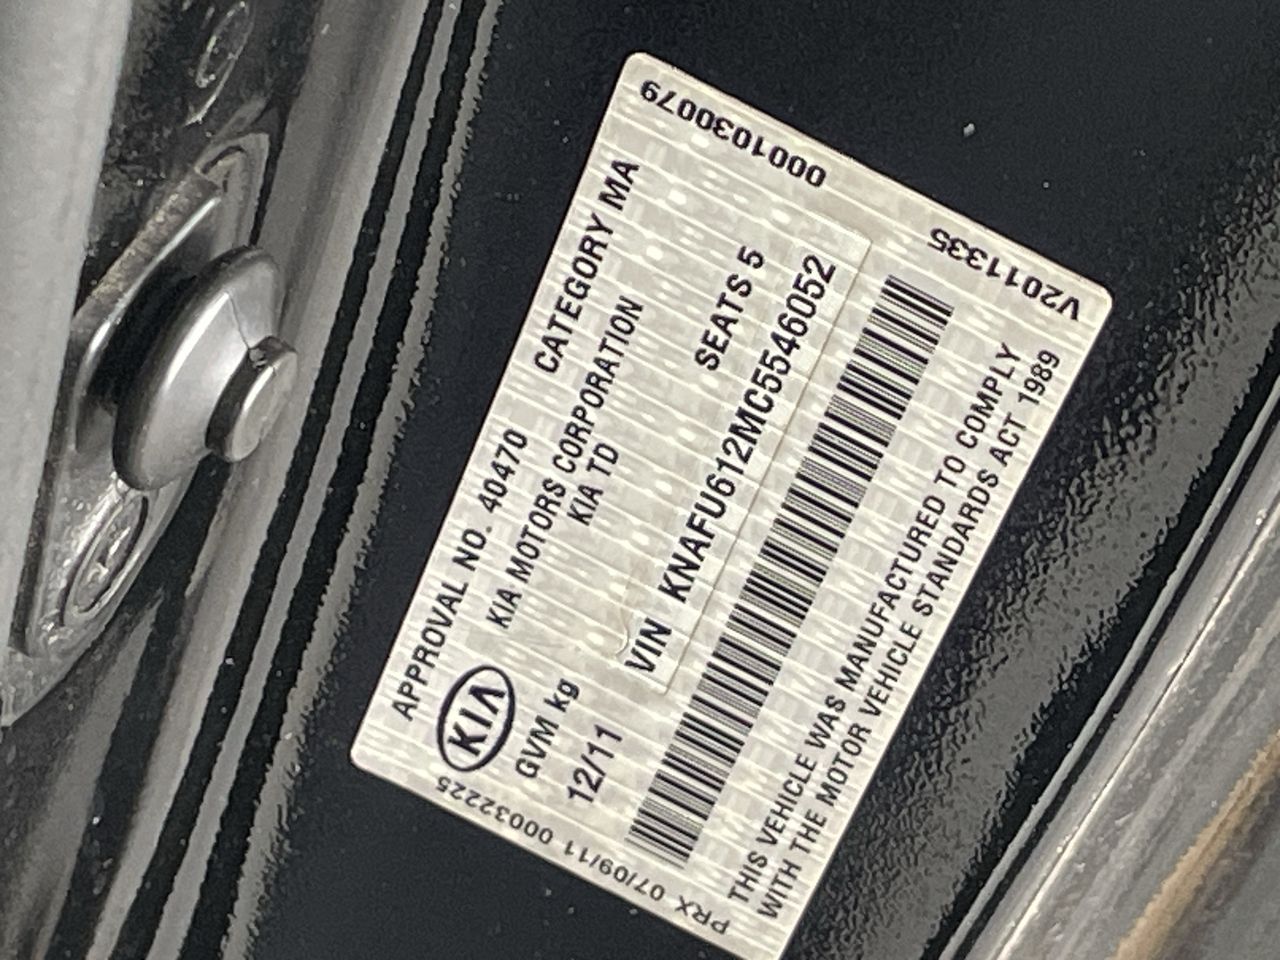 APPROVAL NO. 40470 CATEGORY MA
KIA MOTORS CORPORATION
KIA TD
KIA
GVM kg SEATS 5
12/11 VIN KNAFU612MC5546052
THIS VEHICLE WAS MANUFACTURED TO COMPLY
WITH THE MOTOR VEHICLE STANDARDS ACT 1989
PRX 07/09/11 00032225
V2011335 0001030079